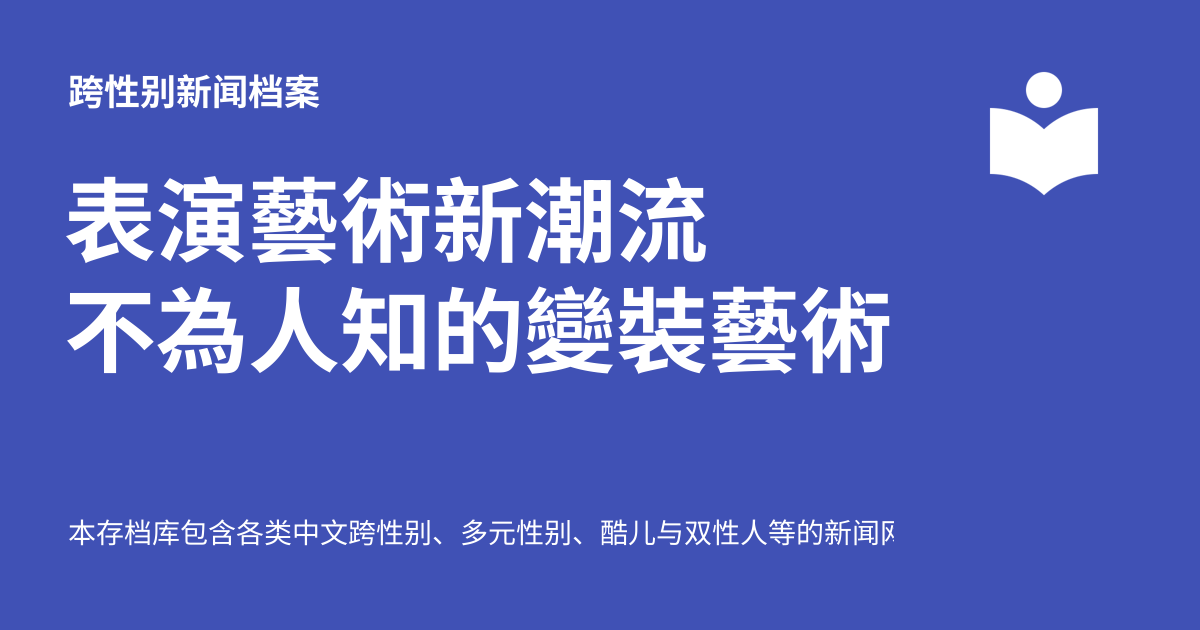 跨性别新闻档案
表演藝術新潮流
不為人知的變裝藝術
本存档库包含各类中文跨性别、多元性别、酷儿与双性人等的新闻